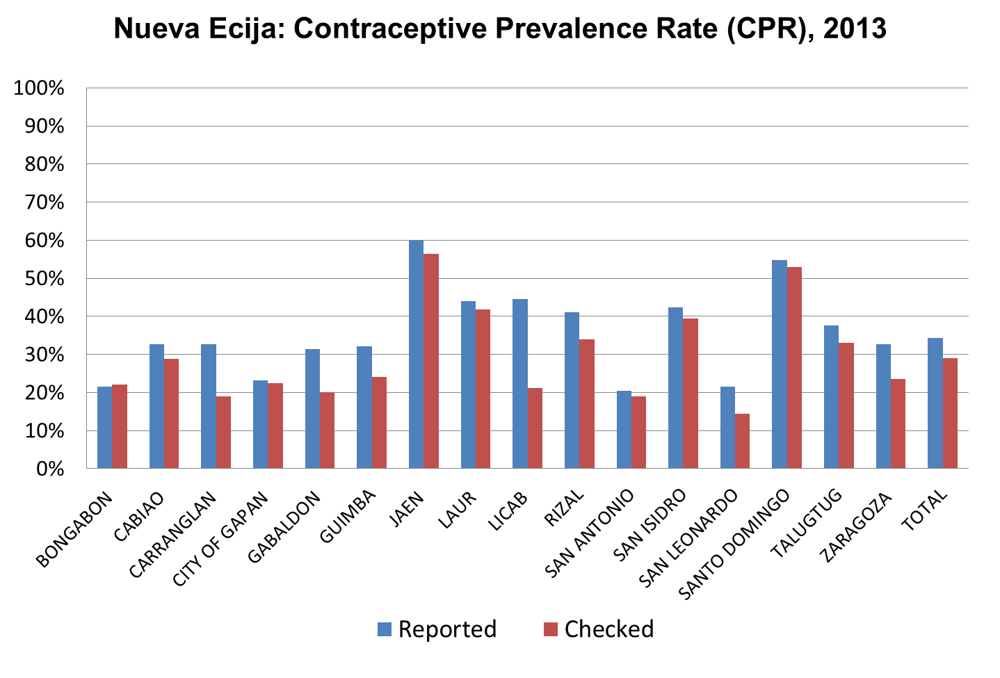 Nueva Ecija: Contraceptive Prevalence Rate (CPR), 2013
100%
90%
80%
70%
60%
50%
40%
30%
20%
10%
0%
BONGABON
CABIAO
CARRANGLAN
CITY OF GAPAN
GABALDON
GUIMBA
JAEN
LAUR
LICAB
RIZAL
SAN ANTONIO
SAN ISIDRO
SAN LEONARDO
SANTO DOMINGO
TALUGTUG
ZARAGOZA
TOTAL
Reported
Checked